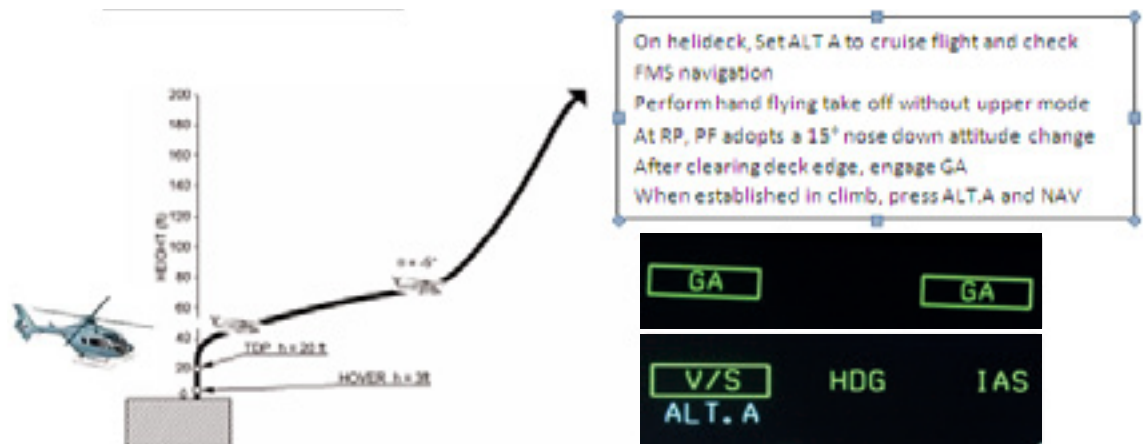 On helideck, Set ALT A to cruise flight and check
FMS navigation
Perform hand flying take off without upper mode
At RP, PF adopts a 15° nose down attitude change
After clearing deck edge, engage GA
When established in climb, press ALT.A and NAV
HEIGHT (ft)
200
180
160
140
120
100
80
60
40
20
0
α = -5°
TDP h = 20 ft
HOVER h = 3ft
GA GA
V/S HDG IAS
ALT.A